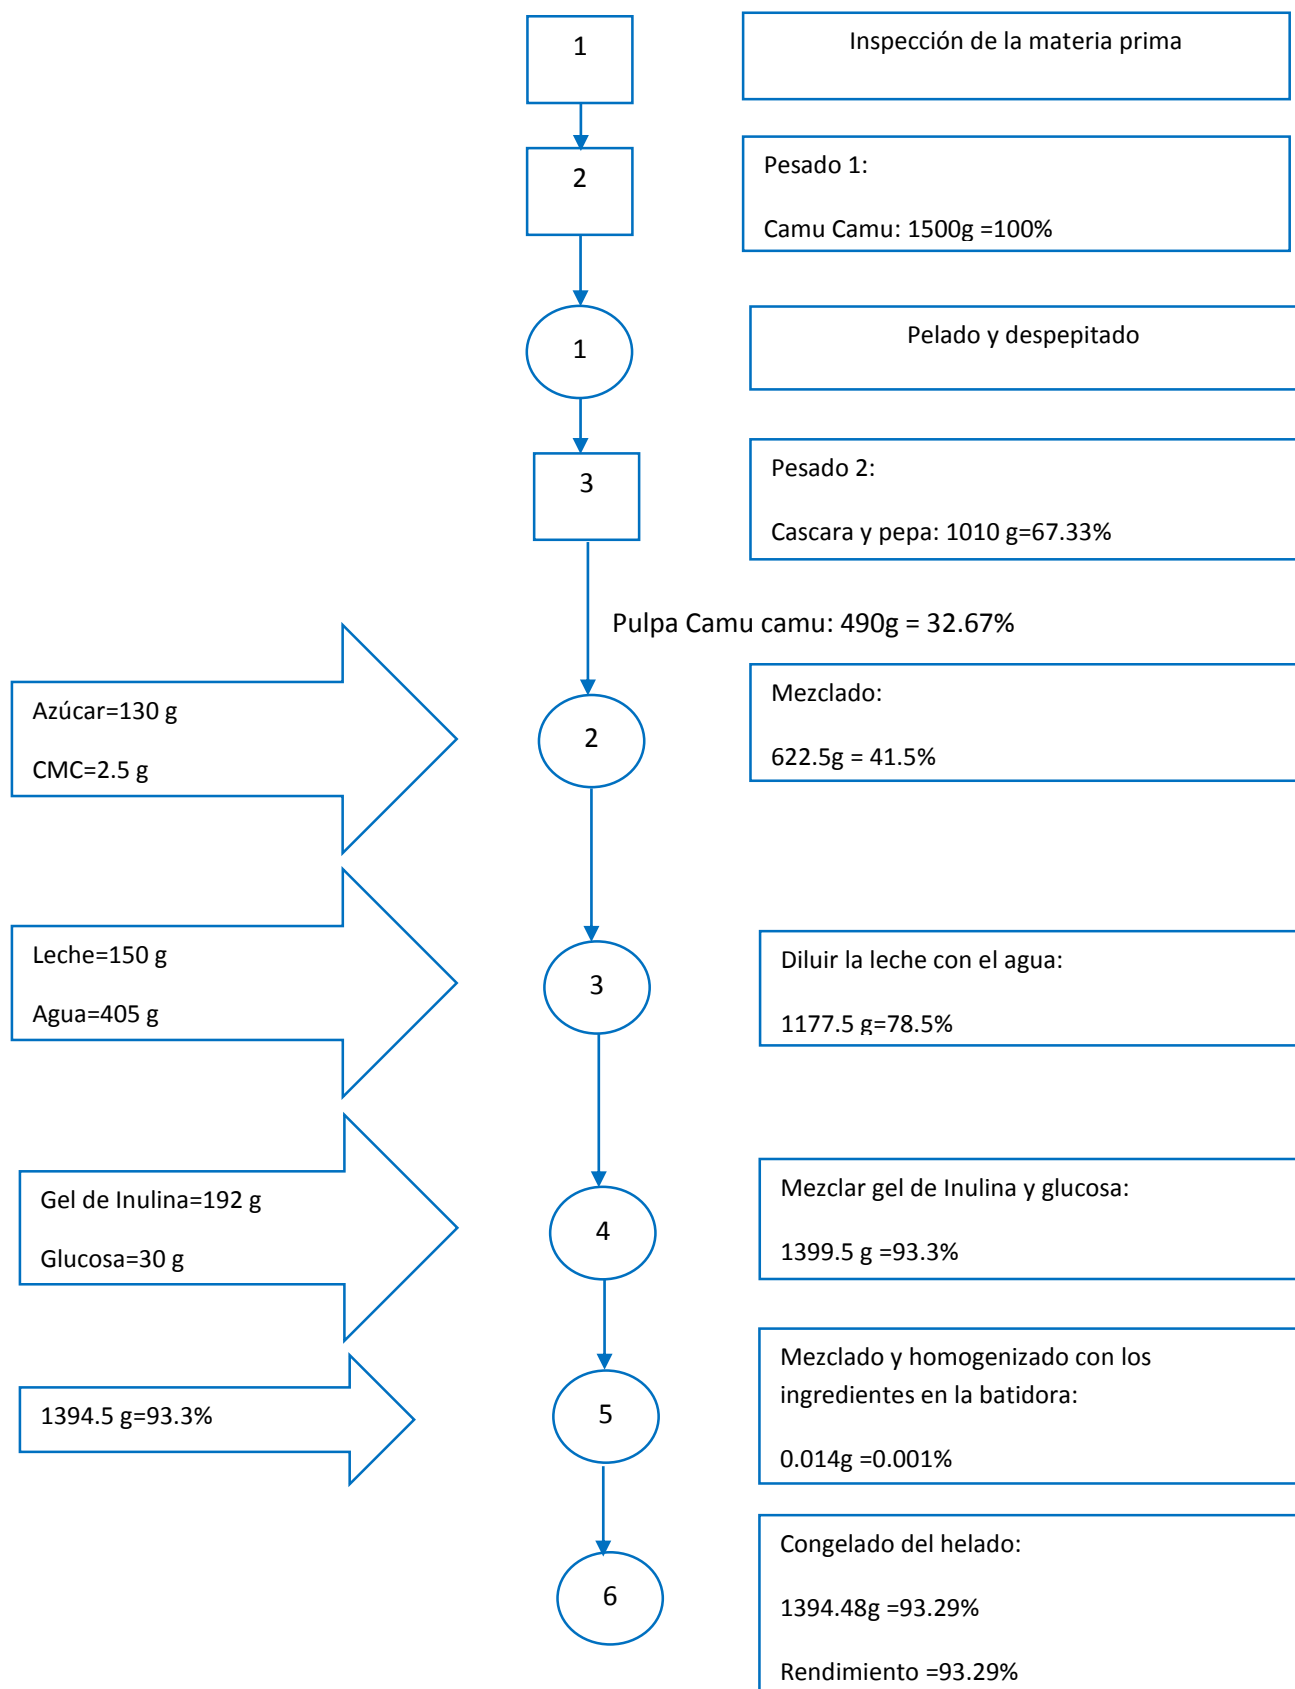 1
Inspección de la materia prima
2
Pesado 1:
Camu Camu: 1500g =100%
1
Pelado y despepitado
3
Pesado 2:
Cascara y pepa: 1010 g=67.33%
Pulpa Camu camu: 490g = 32.67%
Azúcar=130 g
CMC=2.5 g
2
Mezclado:
622.5g = 41.5%
Leche=150 g
Agua=405 g
3
Diluir la leche con el agua:
1177.5 g=78.5%
Gel de Inulina=192 g
Glucosa=30 g
4
Mezclar gel de Inulina y glucosa:
1399.5 g =93.3%
1394.5 g=93.3%
5
Mezclado y homogenizado con los
ingredientes en la batidora:
0.014g =0.001%
6
Congelado del helado:
1394.48g =93.29%
Rendimiento =93.29%